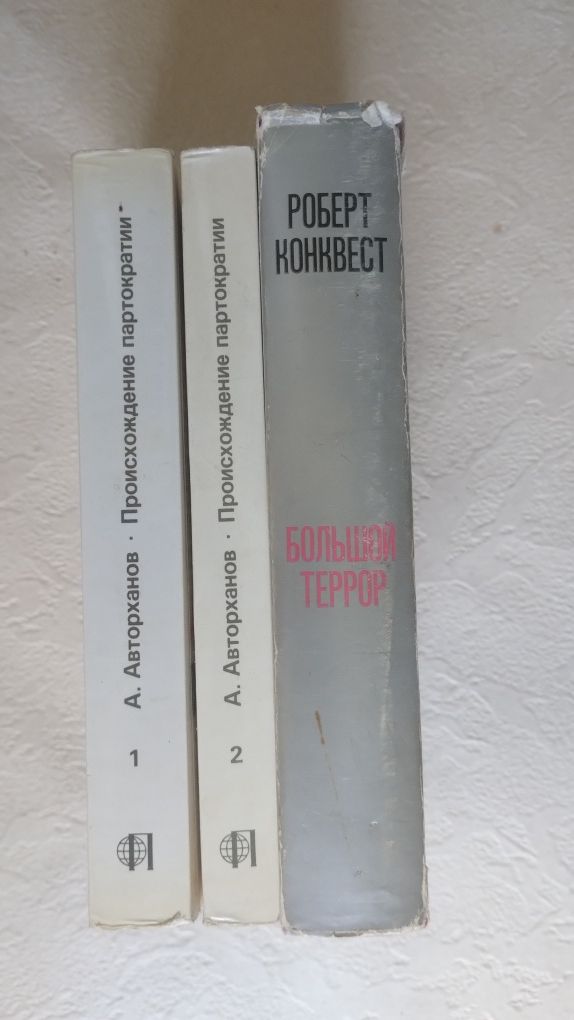 А. Авторханов · Происхождение партократии
1
А. Авторханов · Происхождение партократии
2
РОБЕРТ
КОНКВЕСТ
БОЛЬШОЙ
ТЕРРОР